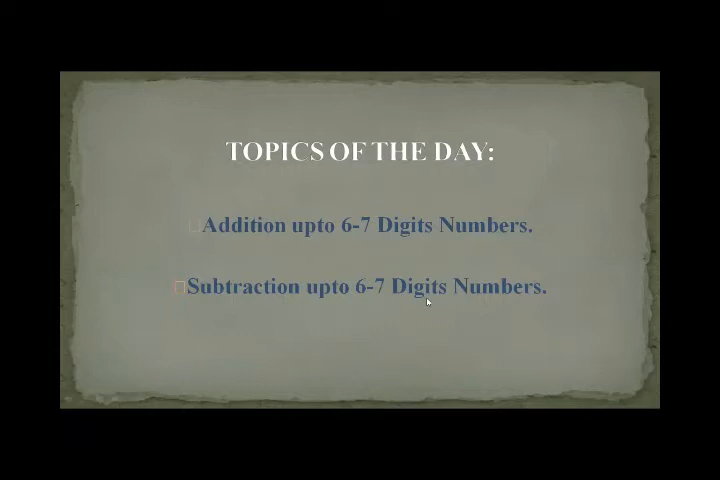 TOPICS OF THE DAY:
Addition upto 6-7 Digits Numbers.
Subtraction upto 6-7 Digits Numbers.